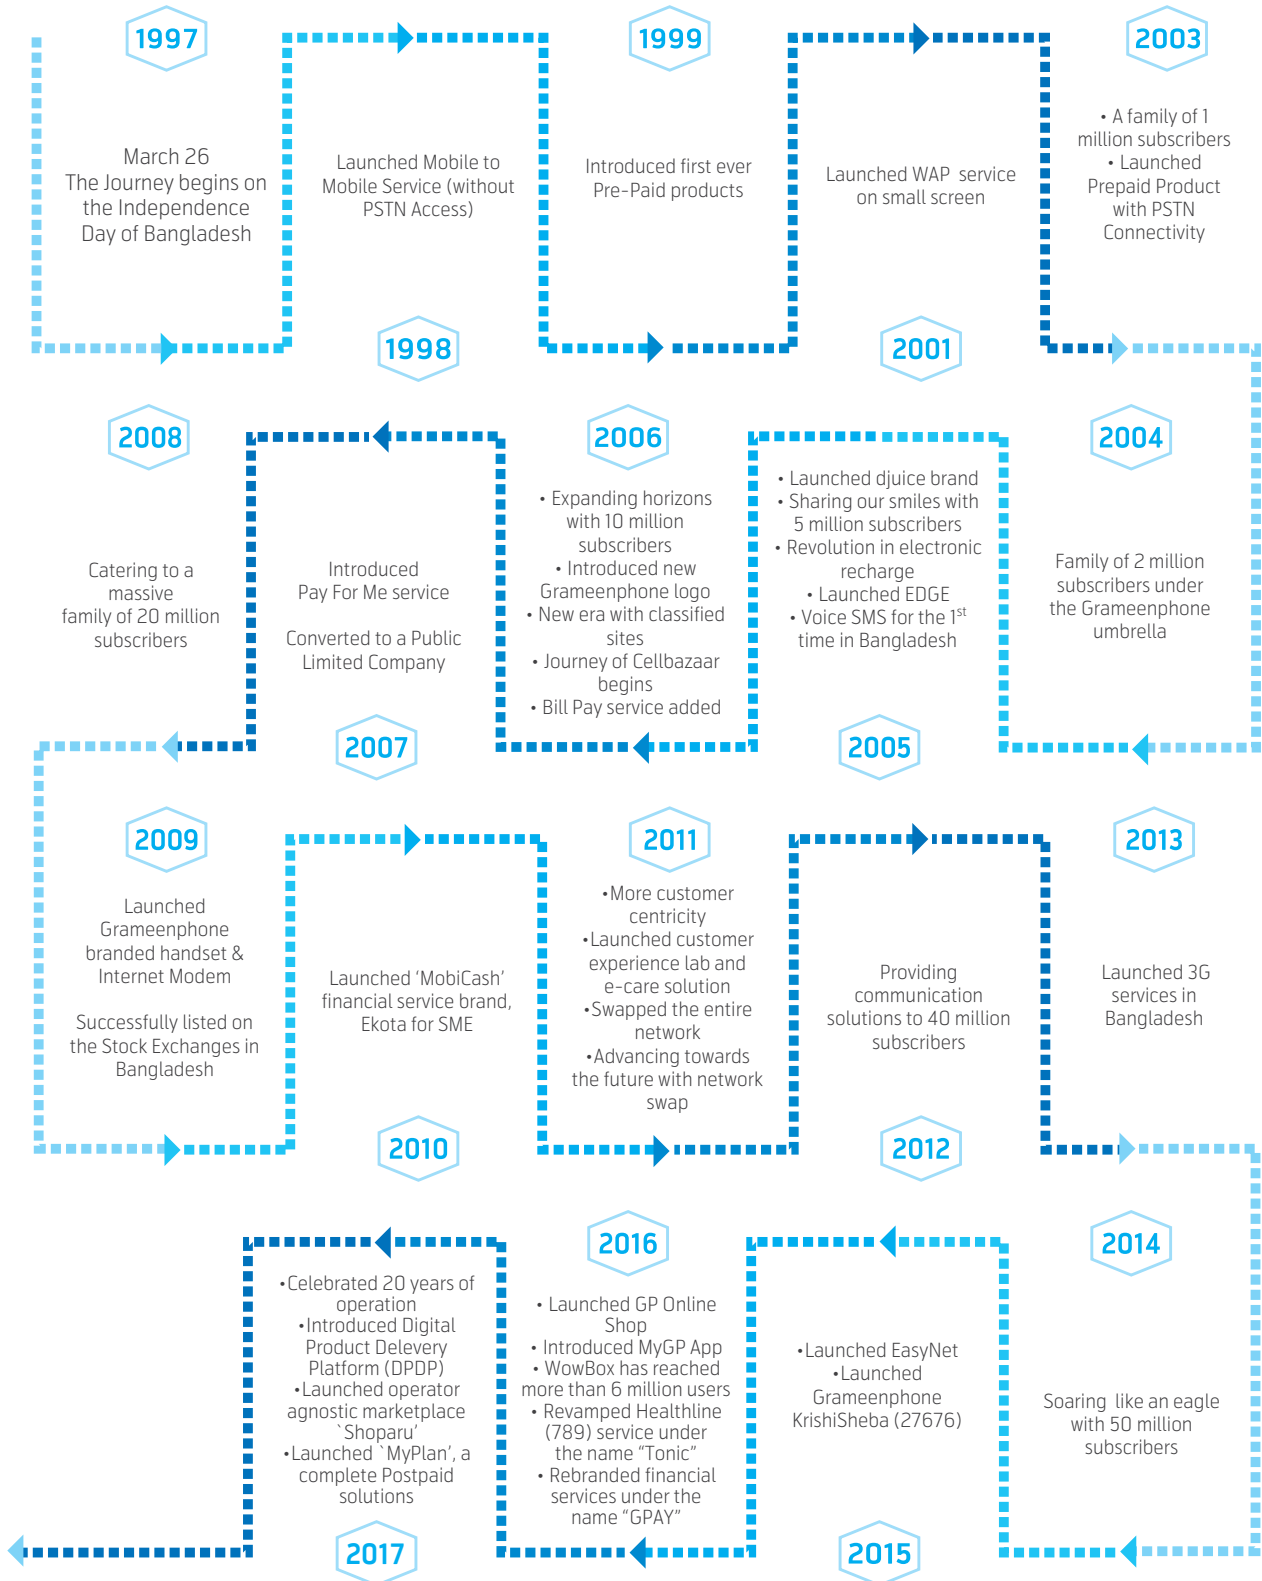 1997
March 26
The Journey begins on
the Independence
Day of Bangladesh
Launched Mobile to
Mobile Service (without
PSTN Access)
1998
1999
Introduced first ever
Pre-Paid products
Launched WAP service
on small screen
2001
2003
• A family of 1
million subscribers
• Launched
Prepaid Product
with PSTN
Connectivity
2004
Family of 2 million
subscribers under
the Grameenphone
umbrella
• Launched djuice brand
• Sharing our smiles with
5 million subscribers
• Revolution in electronic
recharge
• Launched EDGE
• Voice SMS for the 1st
time in Bangladesh
2005
2006
• Expanding horizons
with 10 million
subscribers
• Introduced new
Grameenphone logo
• New era with classified
sites
• Journey of Cellbazaar
begins
• Bill Pay service added
Introduced
Pay For Me service
Converted to a Public
Limited Company
2007
2008
Catering to a
massive
family of 20 million
subscribers
2009
Launched
Grameenphone
branded handset &
Internet Modem
Successfully listed on
the Stock Exchanges in
Bangladesh
Launched ‘MobiCash’
financial service brand,
Ekota for SME
2010
2011
•More customer
centricity
•Launched customer
experience lab and
e-care solution
•Swapped the entire
network
•Advancing towards
the future with network
swap
Providing
communication
solutions to 40 million
subscribers
2012
2013
Launched 3G
services in
Bangladesh
2014
Soaring like an eagle
with 50 million
subscribers
•Launched EasyNet
•Launched
Grameenphone
KrishiSheba (27676)
2015
2016
• Launched GP Online
Shop
• Introduced MyGP App
• WowBox has reached
more than 6 million users
• Revamped Healthline
(789) service under
the name “Tonic”
• Rebranded financial
services under the
name “GPAY”
•Celebrated 20 years of
operation
•Introduced Digital
Product Delevery
Platform (DPDP)
•Launched operator
agnostic marketplace
`Shoparu’
•Launched `MyPlan’, a
complete Postpaid
solutions
2017